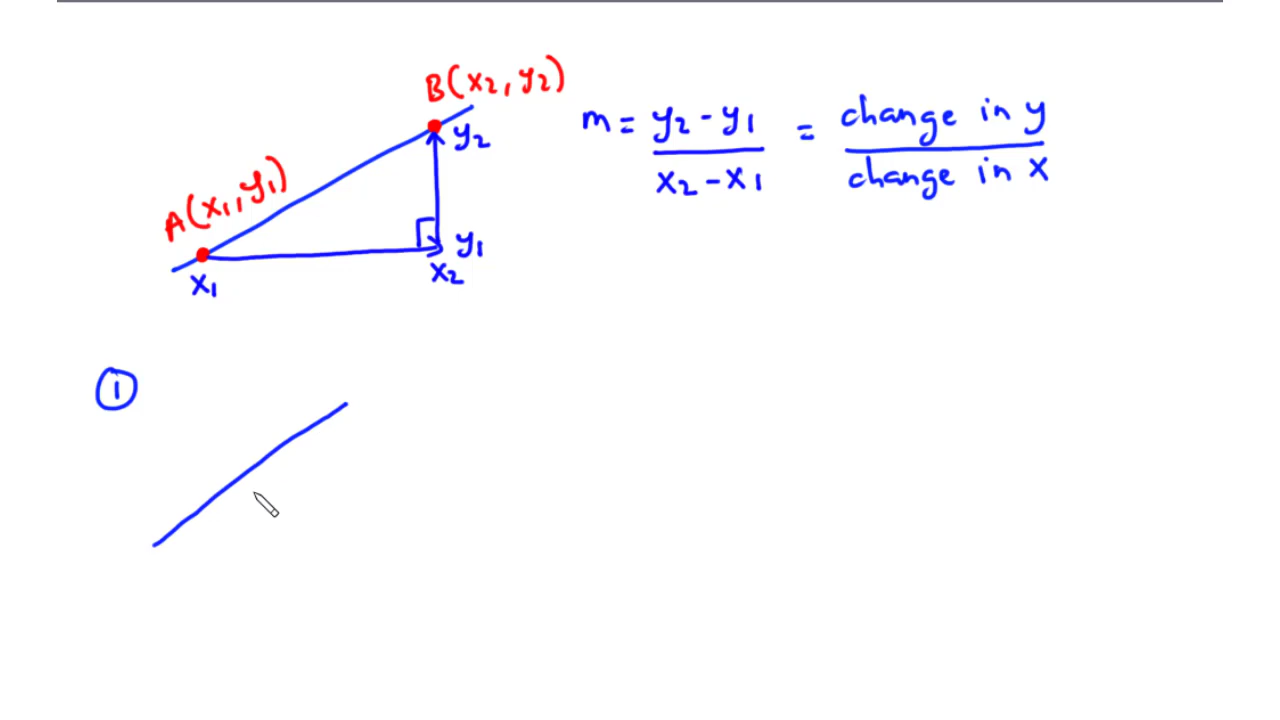 B(x₂, y₂)
A(x₁, y₁)
y₂
y₁
x₁
x₂
m = y₂ - y₁ / x₂ - x₁ = change in y / change in x
①